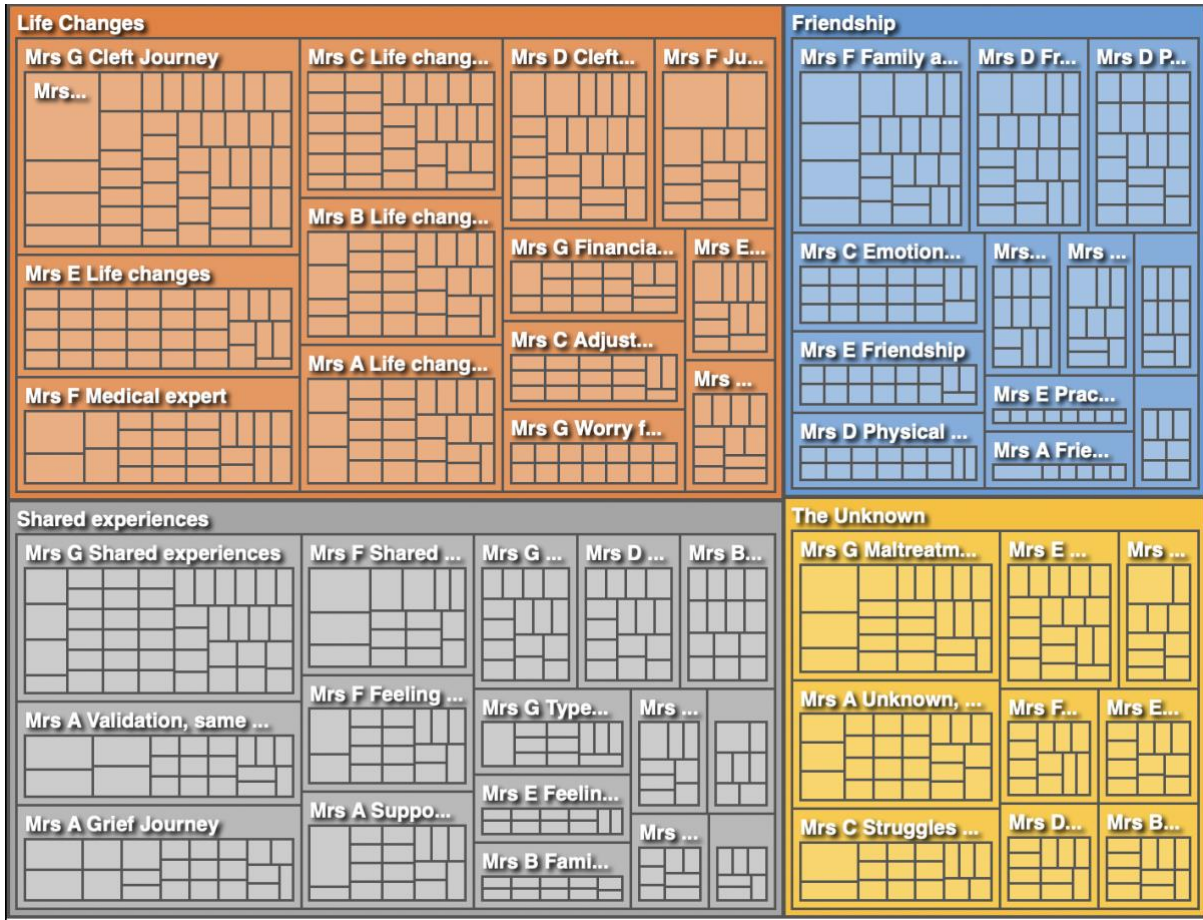 Life Changes
Mrs G Cleft Journey
Mrs...
Mrs E Life changes
Mrs F Medical expert
Mrs C Life chang...
Mrs B Life chang...
Mrs A Life chang...
Mrs D Cleft...
Mrs F Ju...
Mrs G Financia...
Mrs C Adjust...
Mrs G Worry f...
Mrs E...
Mrs ...
Friendship
Mrs F Family a...
Mrs D Fr...
Mrs D P...
Mrs C Emotion...
Mrs E Friendship
Mrs D Physical ...
Mrs...
Mrs ...
Mrs E Prac...
Mrs A Frie...
Shared experiences
Mrs G Shared experiences
Mrs A Validation, same ...
Mrs A Grief Journey
Mrs F Shared ...
Mrs F Feeling ...
Mrs A Suppo...
Mrs G ...
Mrs D ...
Mrs B...
Mrs G Type...
Mrs E Feelin...
Mrs B Fami...
Mrs ...
Mrs ...
The Unknown
Mrs G Maltreatm...
Mrs A Unknown, ...
Mrs C Struggles ...
Mrs E ...
Mrs ...
Mrs F...
Mrs E...
Mrs D...
Mrs B...